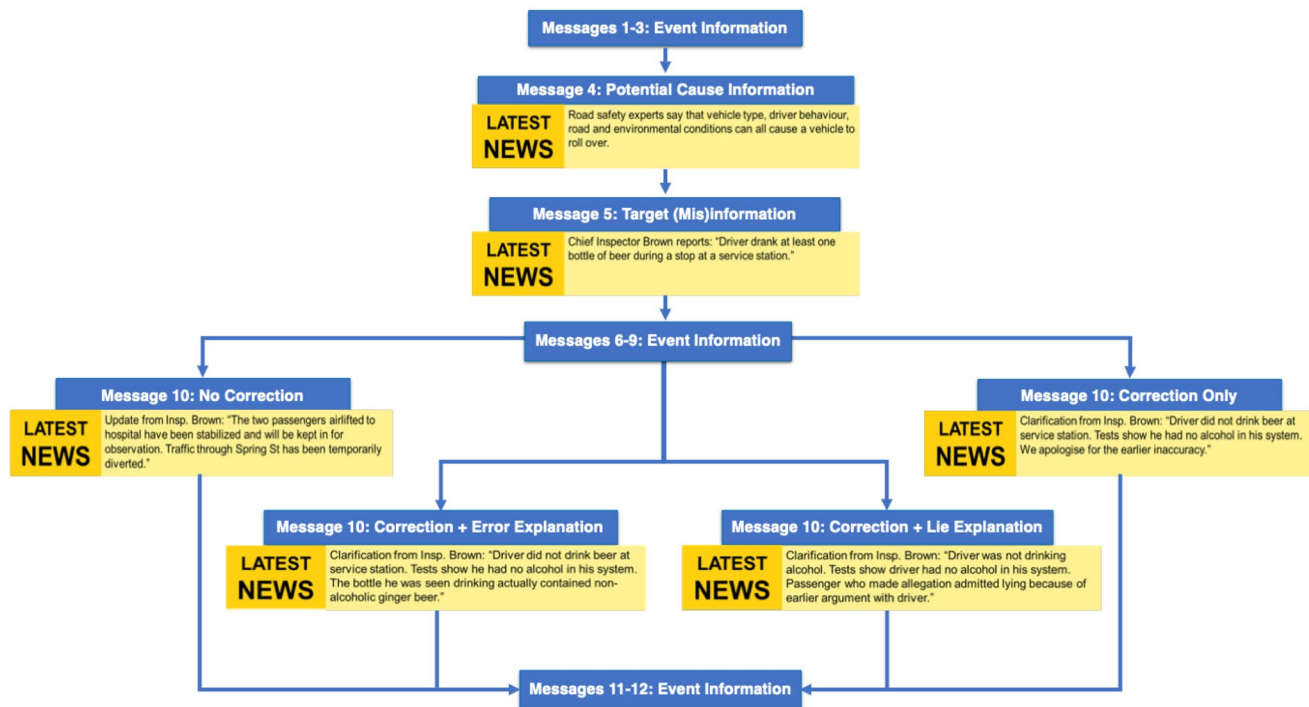 Messages 1-3: Event Information
Message 4: Potential Cause Information
LATEST
NEWS
Road safety experts say that vehicle type, driver behaviour,
road and environmental conditions can all cause a vehicle to
roll over.
Message 5: Target (Mis)information
LATEST
NEWS
Chief Inspector Brown reports: “Driver drank at least one
bottle of beer during a stop at a service station.”
Messages 6-9: Event Information
Message 10: No Correction
LATEST
NEWS
Update from Insp. Brown: “The two passengers airlifted to
hospital have been stabilized and will be kept in for
observation. Traffic through Spring St has been temporarily
diverted.”
Message 10: Correction Only
LATEST
NEWS
Clarification from Insp. Brown: “Driver did not drink beer at
service station. Tests show he had no alcohol in his system.
We apologise for the earlier inaccuracy.”
Message 10: Correction + Error Explanation
LATEST
NEWS
Clarification from Insp. Brown: “Driver did not drink beer at
service station. Tests show he had no alcohol in his system.
The bottle he was seen drinking actually contained non-
alcoholic ginger beer.”
Message 10: Correction + Lie Explanation
LATEST
NEWS
Clarification from Insp. Brown: “Driver was not drinking
alcohol. Tests show driver had no alcohol in his system.
Passenger who made allegation admitted lying because of
earlier argument with driver.”
Messages 11-12: Event Information